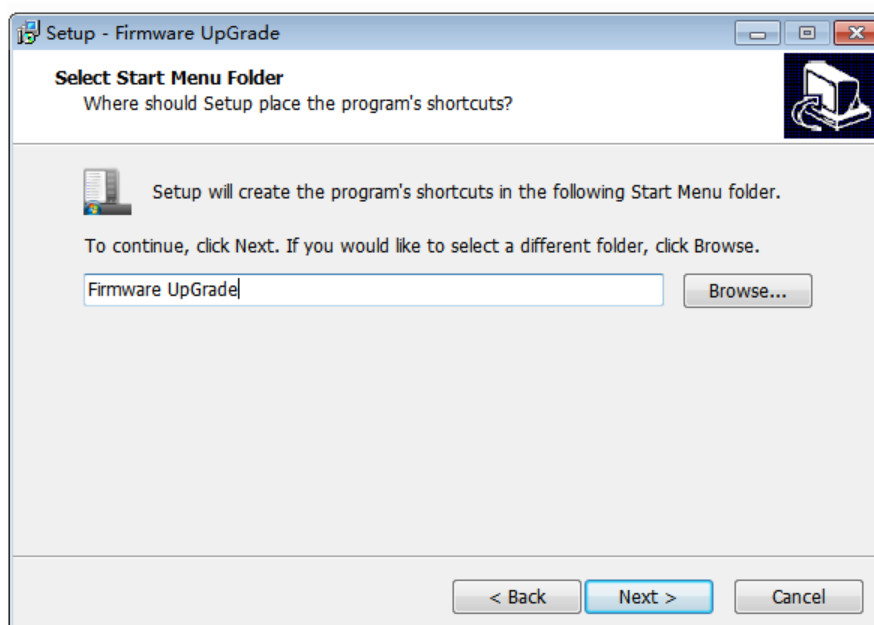 Setup - Firmware UpGrade
Select Start Menu Folder
Where should Setup place the program's shortcuts?
Setup will create the program's shortcuts in the following Start Menu folder.
To continue, click Next. If you would like to select a different folder, click Browse.
Firmware UpGrade
Browse...
< Back
Next >
Cancel